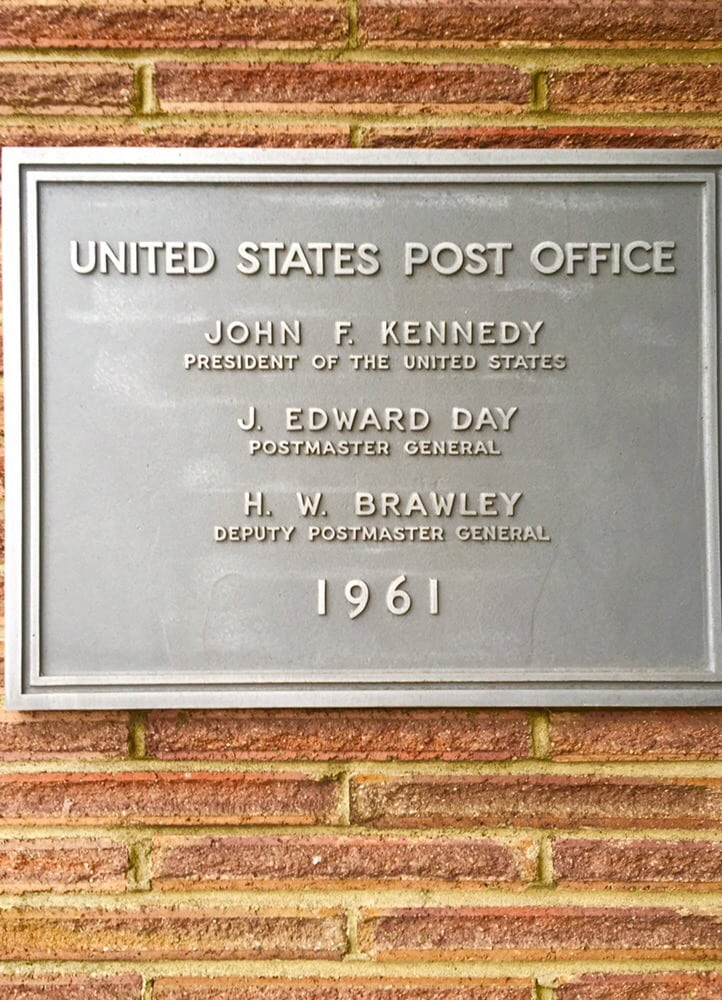 UNITED STATES POST OFFICE
JOHN F. KENNEDY
PRESIDENT OF THE UNITED STATES
J. EDWARD DAY
POSTMASTER GENERAL
H. W. BRAWLEY
DEPUTY POSTMASTER GENERAL
1961